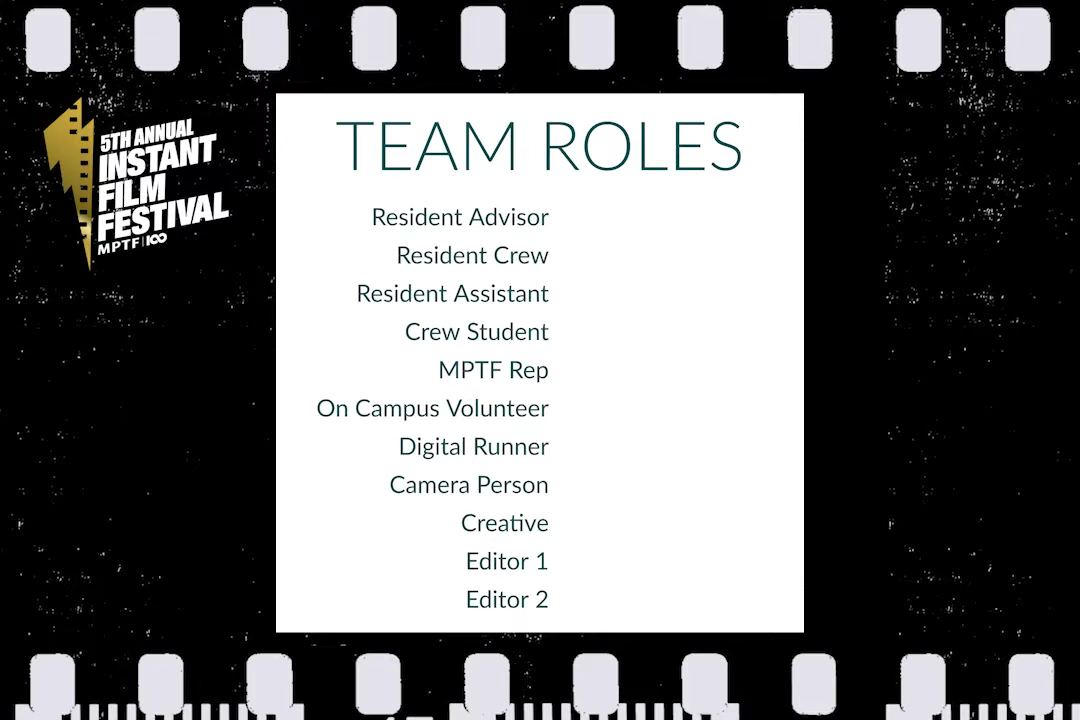 5TH ANNUAL
INSTANT
FILM
FESTIVAL
MPTF 100
TEAM ROLES
Resident Advisor
Resident Crew
Resident Assistant
Crew Student
MPTF Rep
On Campus Volunteer
Digital Runner
Camera Person
Creative
Editor 1
Editor 2